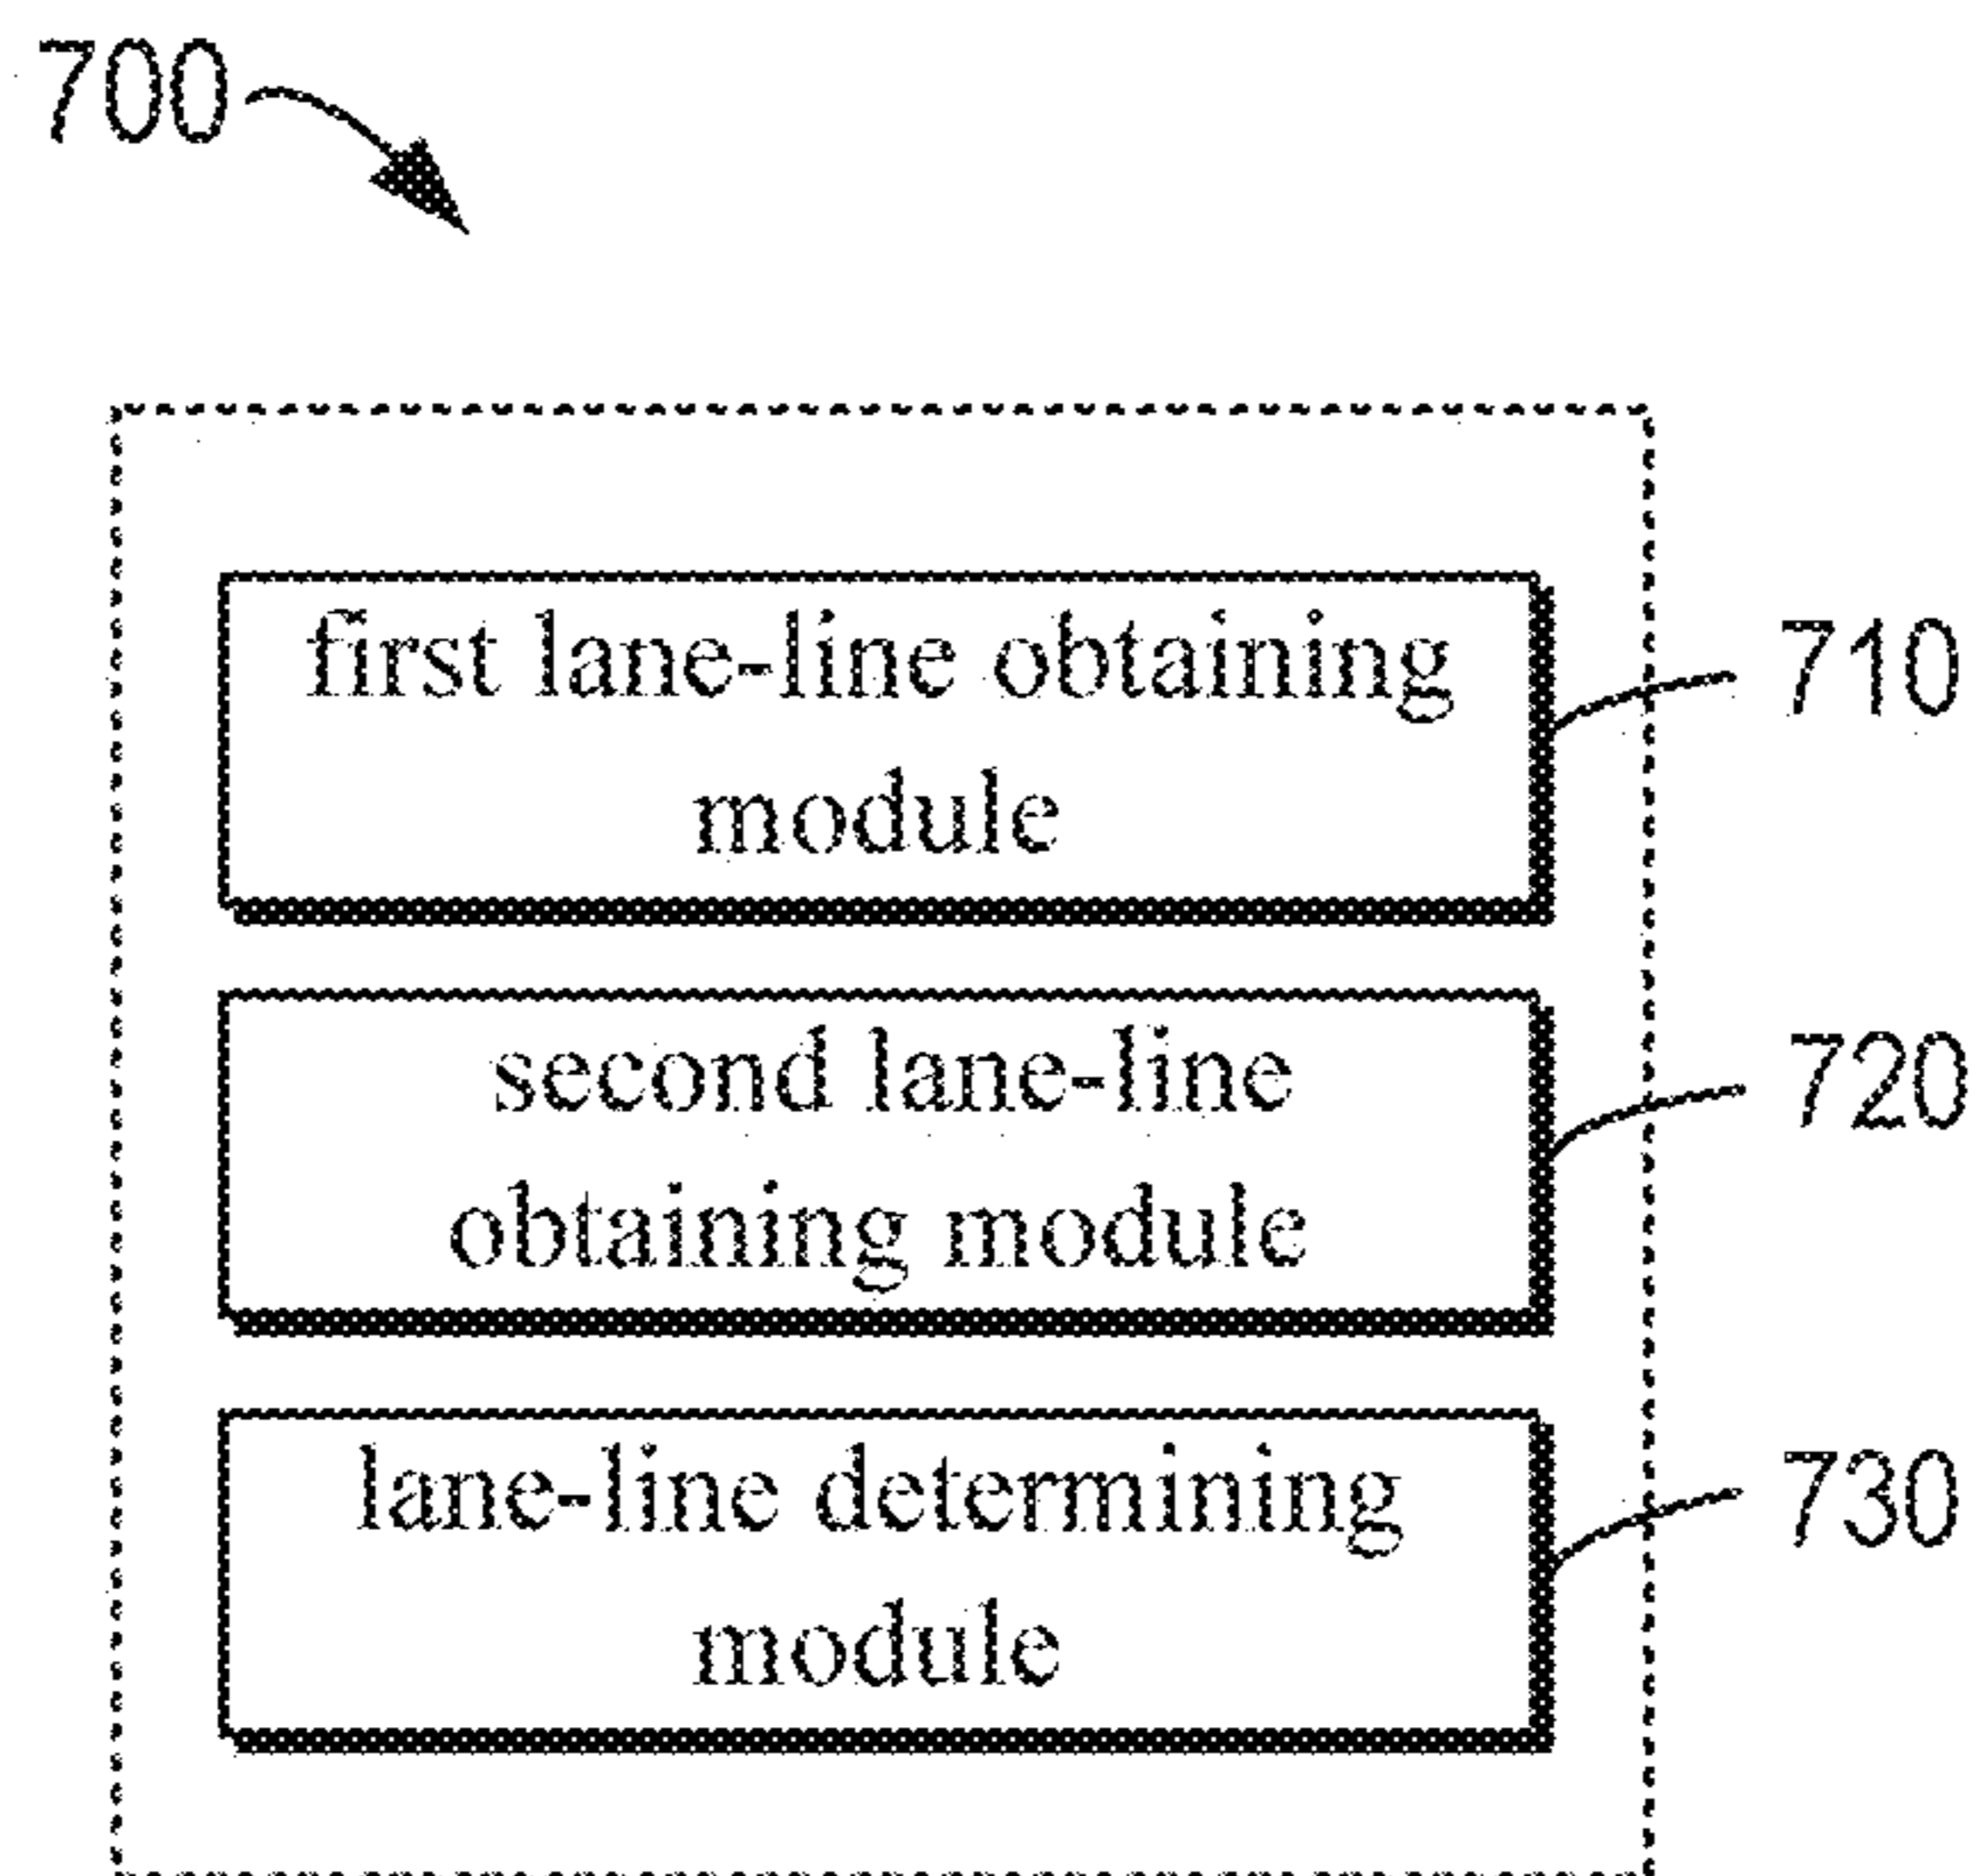 700
first lane-line obtaining
module
710
second lane-line
obtaining module
720
lane-line determining
module
730